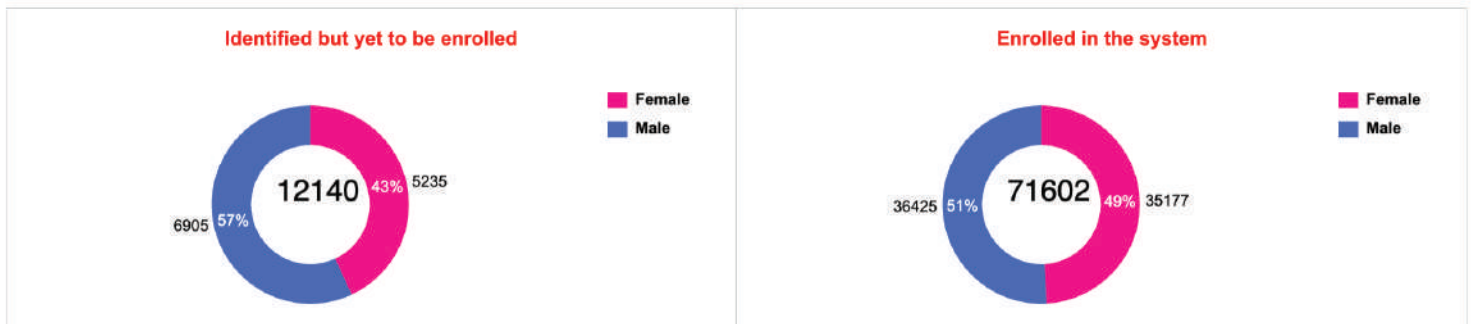 Identified but yet to be enrolled
Female
Male
12140
43%
5235
6905
57%
Enrolled in the system
Female
Male
71602
49%
35177
36425
51%